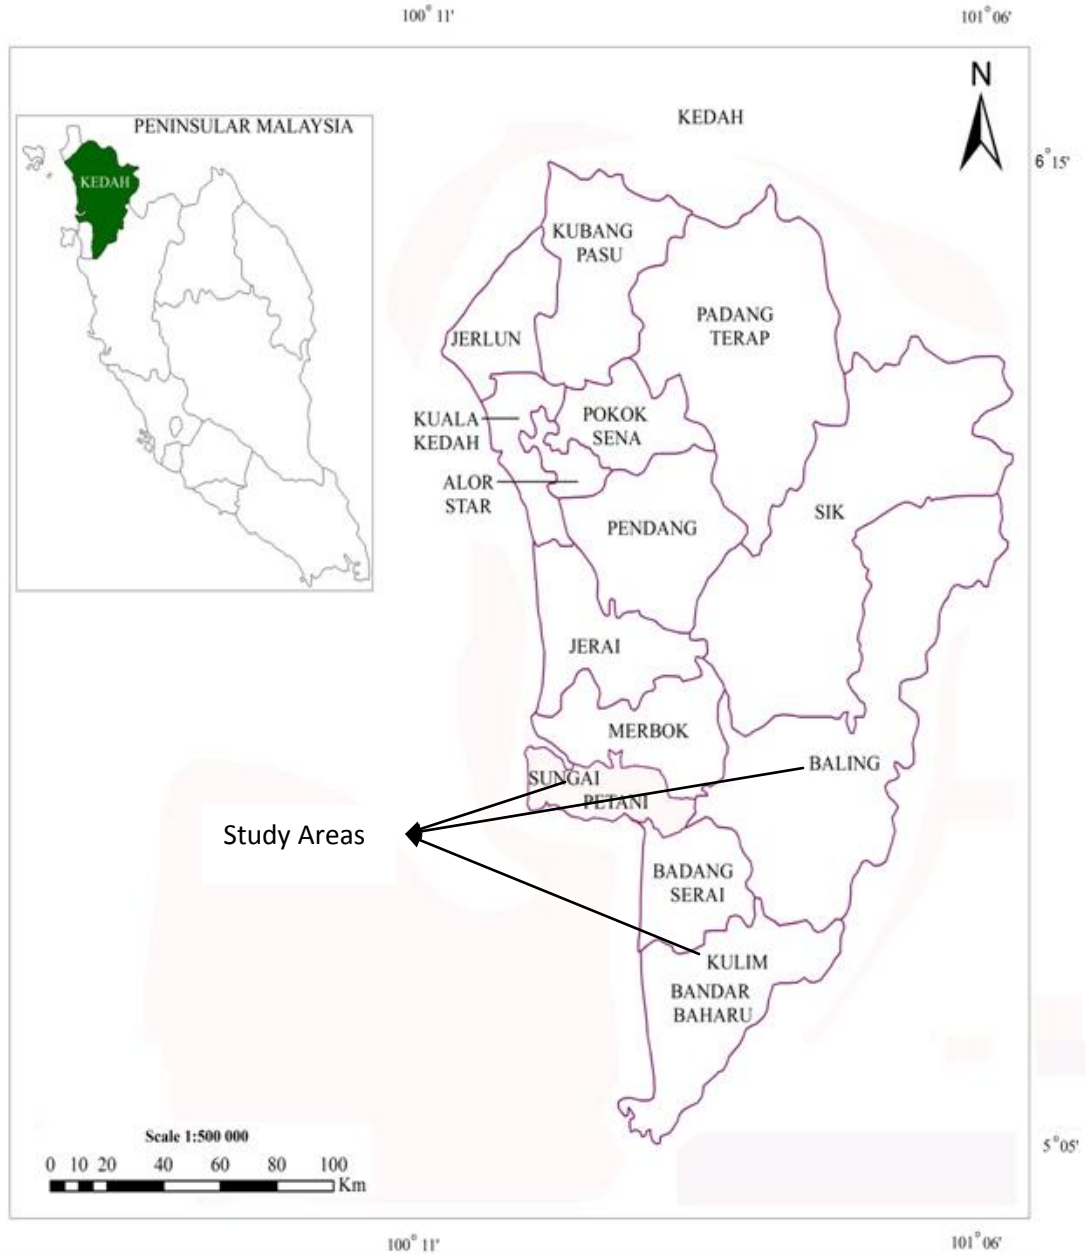 100° 11'
101° 06'
PENINSULAR MALAYSIA
KEDAH
N
KEDAH
6° 15'
KUBANG
PASU
PADANG
TERAP
JERLUN
KUALA
KEDAH
POKOK
SENA
ALOR
STAR
SIK
PENDANG
JERAI
MERBOK
BALING
SUNGAI
PETANI
Study Areas
BADANG
SERAI
KULIM
BANDAR
BAHARU
Scale 1:500 000
0 10 20 40 60 80 100
Km
5° 05'
100° 11'
101° 06'